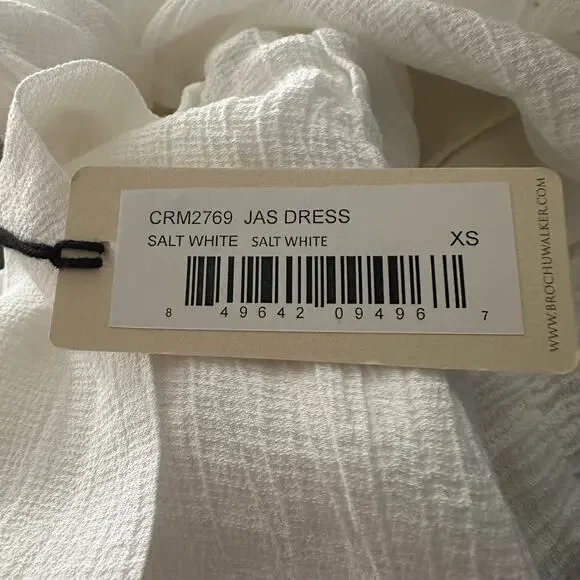 CRM2769 JAS DRESS
SALT WHITE SALT WHITE XS
8 49642 09496 7
WWW.BROCHUWALKER.COM